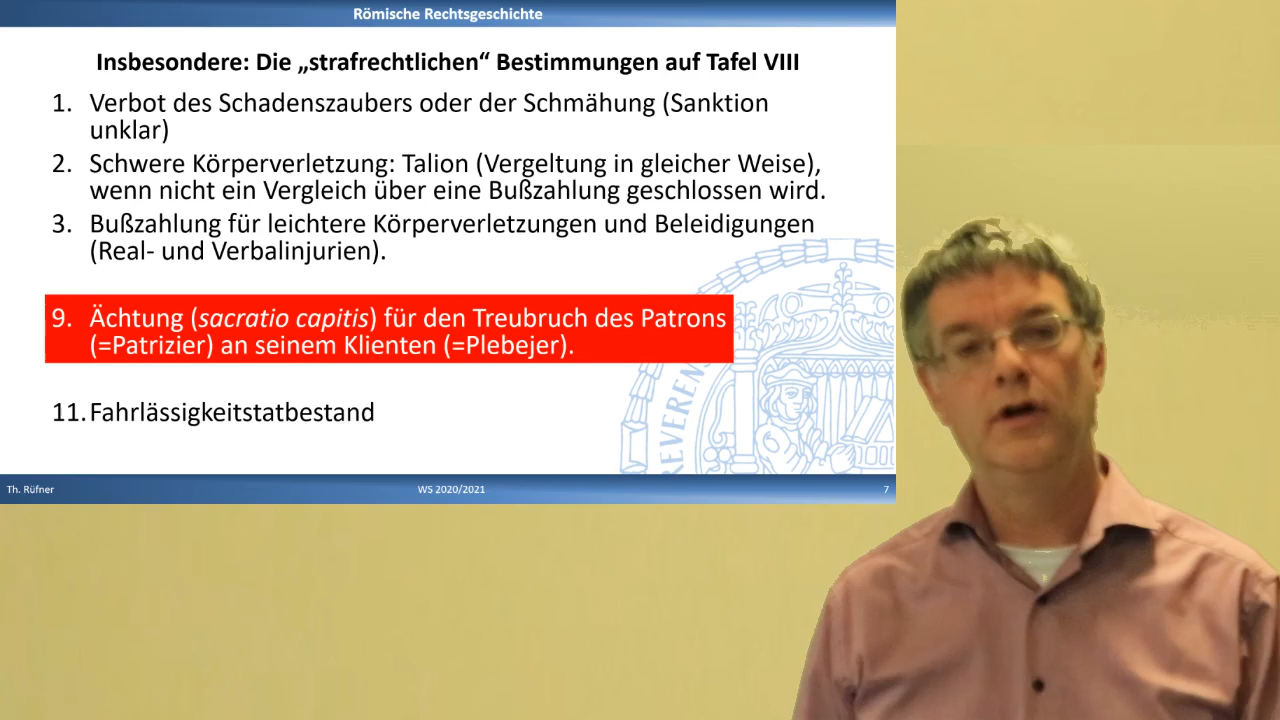 Römische Rechtsgeschichte
Insbesondere: Die „strafrechtlichen“ Bestimmungen auf Tafel VIII
1. Verbot des Schadenszaubers oder der Schmähung (Sanktion
unklar)
2. Schwere Körperverletzung: Talion (Vergeltung in gleicher Weise),
wenn nicht ein Vergleich über eine Bußzahlung geschlossen wird.
3. Bußzahlung für leichtere Körperverletzungen und Beleidigungen
(Real- und Verbalinjurien).
9. Ächtung (sacratio capitis) für den Treubruch des Patrons
(=Patrizier) an seinem Klienten (=Plebejer).
11. Fahrlässigkeitstatbestand
Th. Rüfner
WS 2020/2021
7